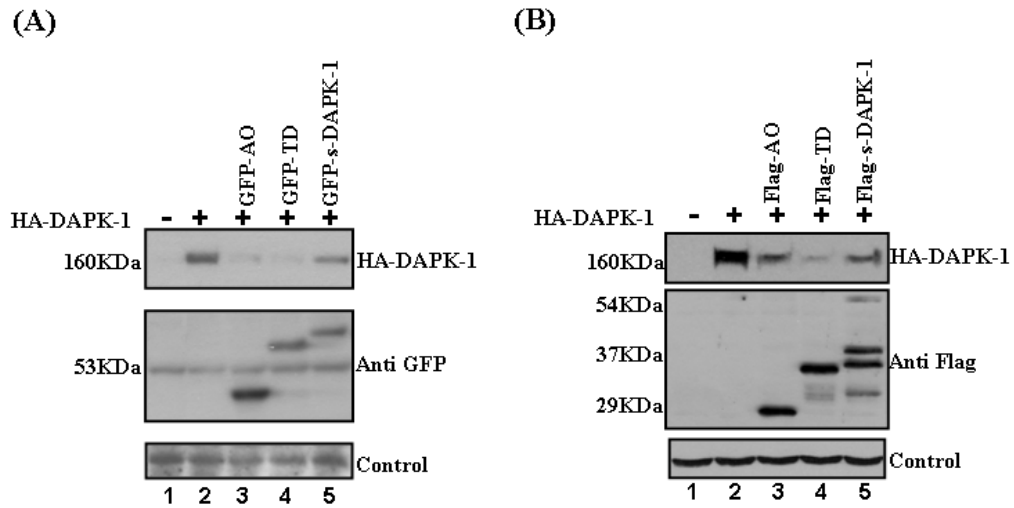 (A)
GFP-AO
GFP-TD
GFP-s-DAPK-1
HA-DAPK-1 - + + + +
160KDa HA-DAPK-1
53KDa Anti GFP
Control
1 2 3 4 5
(B)
Flag-AO
Flag-TD
Flag-s-DAPK-1
HA-DAPK-1 - + + + +
160KDa HA-DAPK-1
54KDa
37KDa Anti Flag
29KDa
Control
1 2 3 4 5